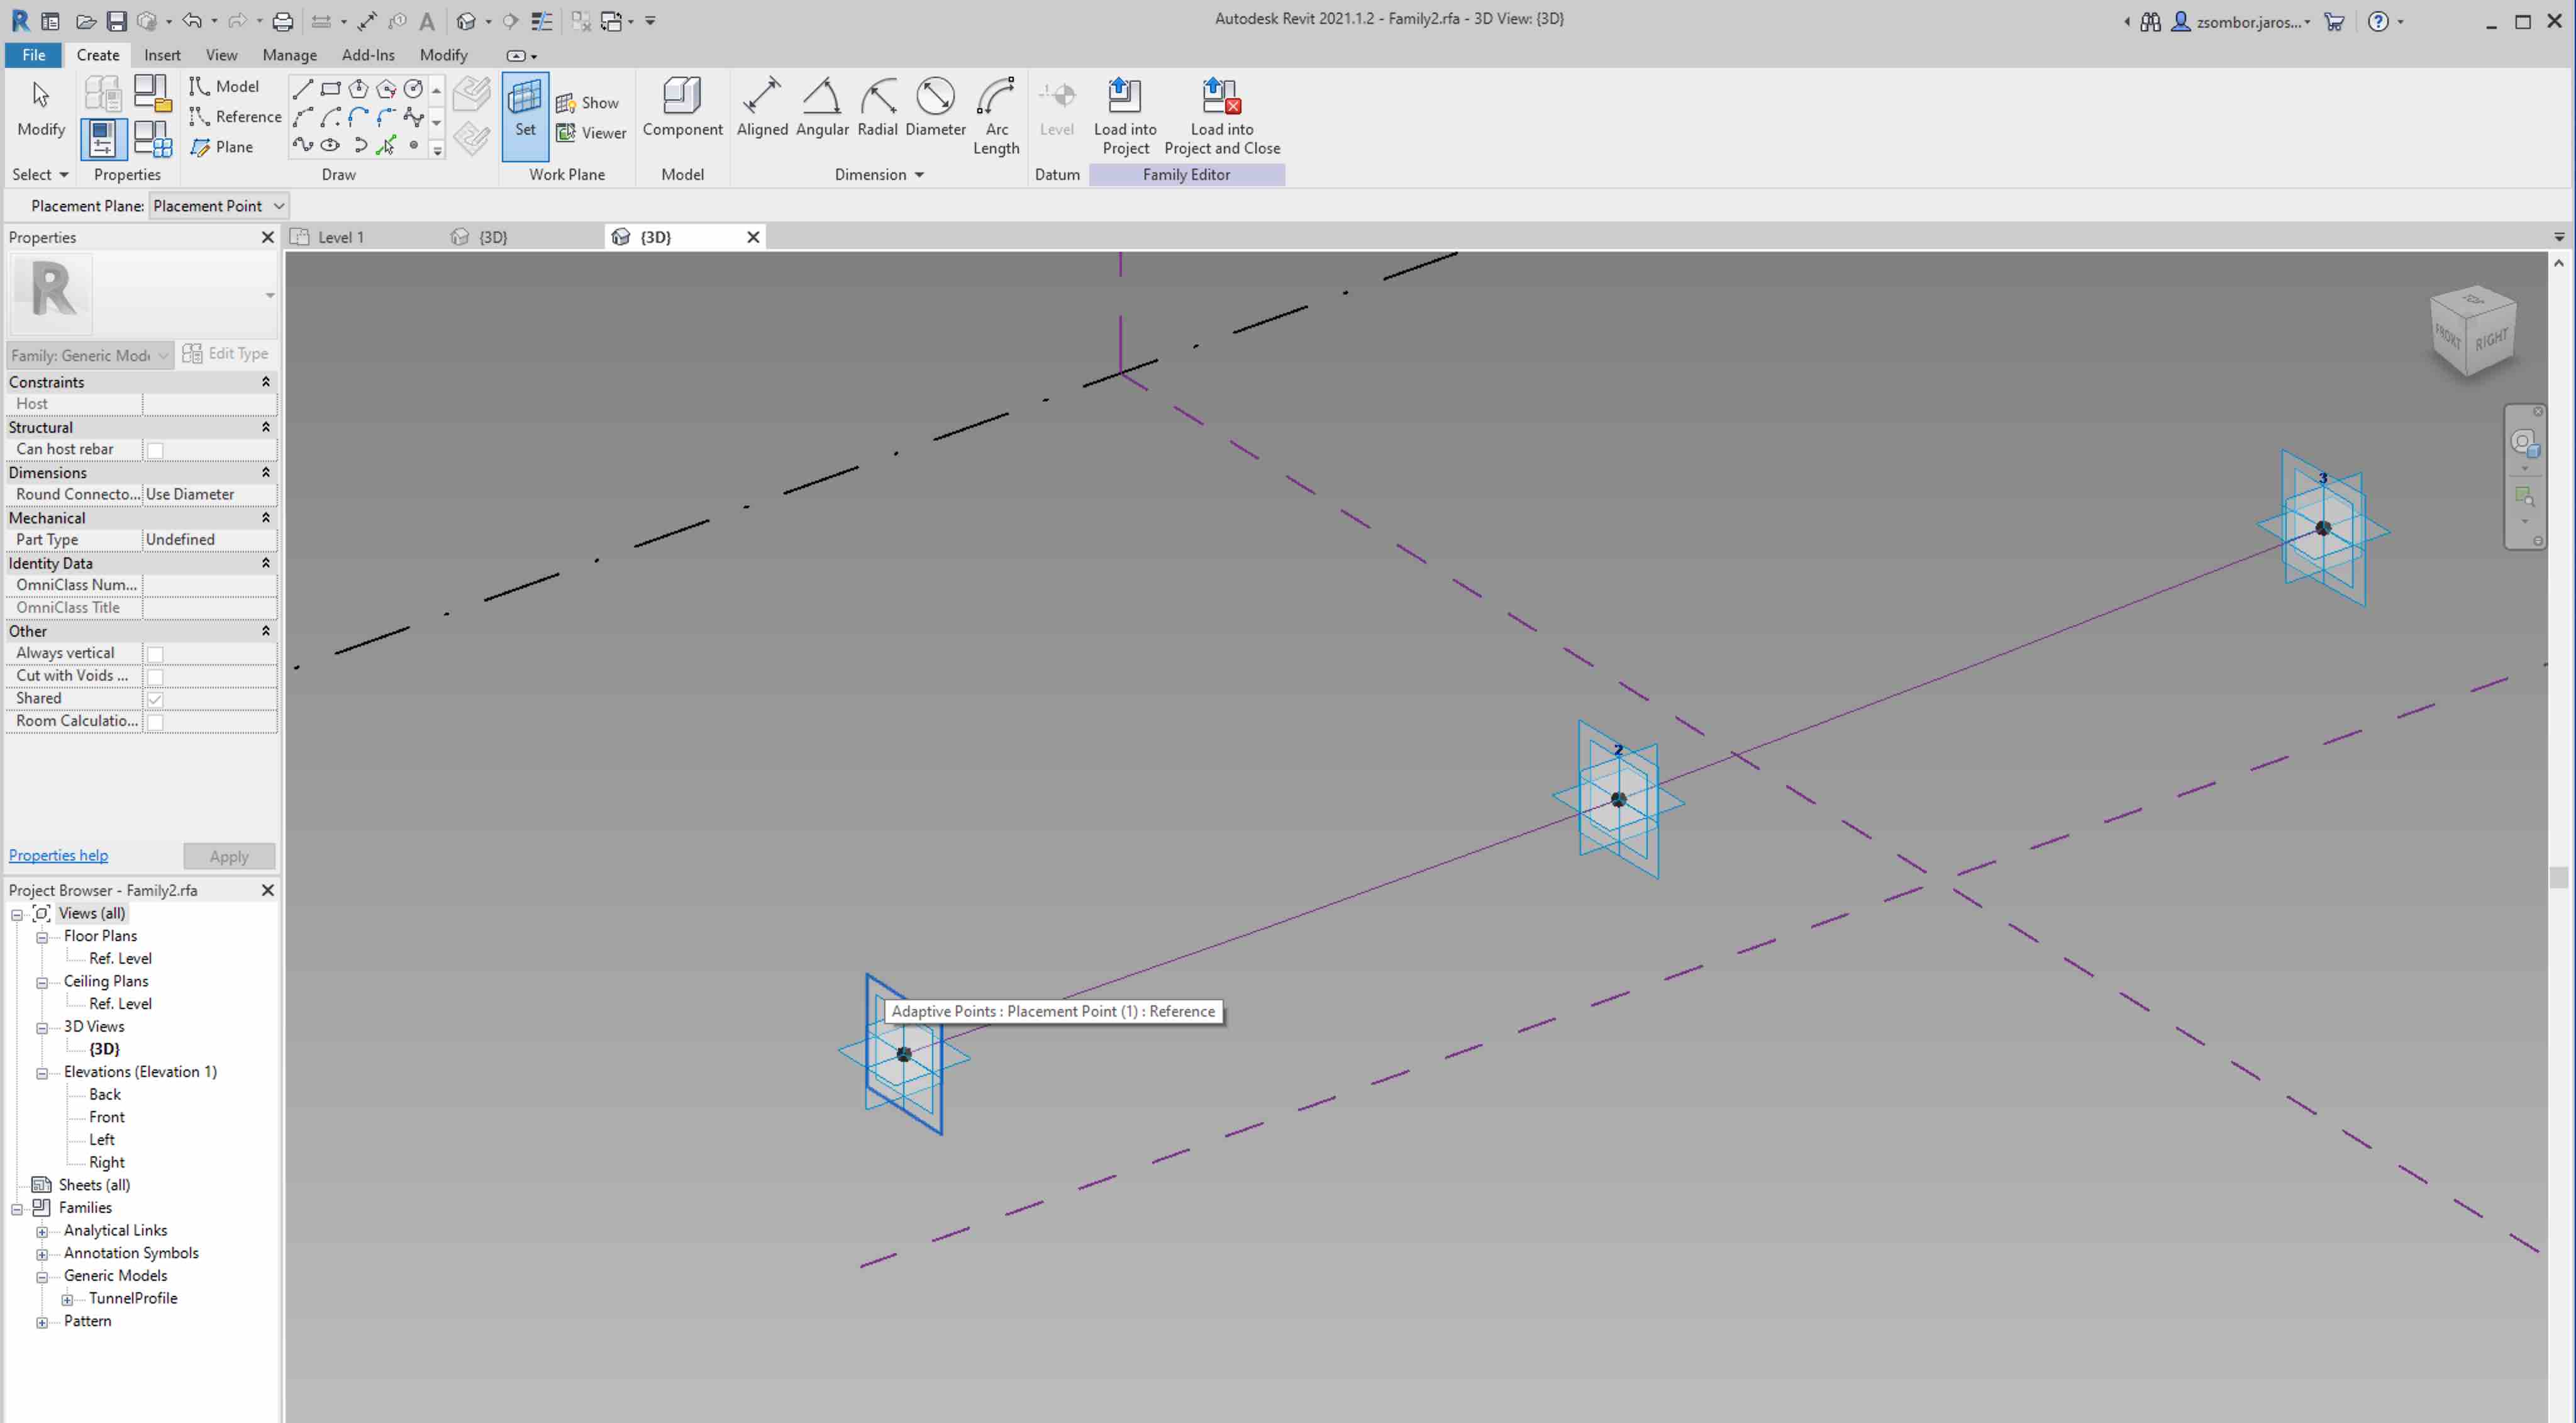 Autodesk Revit 2021.1.2 - Family2.rfa - 3D View: {3D}
zsombor.jaros...
File Create Insert View Manage Add-Ins Modify
Modify
Model
Reference
Plane
Set
Show
Viewer
Component
Aligned Angular Radial Diameter Arc Length
Level
Load into Project
Load into Project and Close
Select Properties Draw Work Plane Model Dimension Datum Family Editor
Placement Plane: Placement Point
Properties
Level 1 {3D} {3D}
Family: Generic Mod Edit Type
Constraints
Host
Structural
Can host rebar
Dimensions
Round Connecto... Use Diameter
Mechanical
Part Type Undefined
Identity Data
OmniClass Num...
OmniClass Title
Other
Always vertical
Cut with Voids ...
Shared
Room Calculatio...
Properties help Apply
Project Browser - Family2.rfa
Views (all)
Floor Plans
Ref. Level
Ceiling Plans
Ref. Level
3D Views
{3D}
Elevations (Elevation 1)
Back
Front
Left
Right
Sheets (all)
Families
Analytical Links
Annotation Symbols
Generic Models
TunnelProfile
Pattern
TOP
FRONT RIGHT
3
2
Adaptive Points : Placement Point (1) : Reference